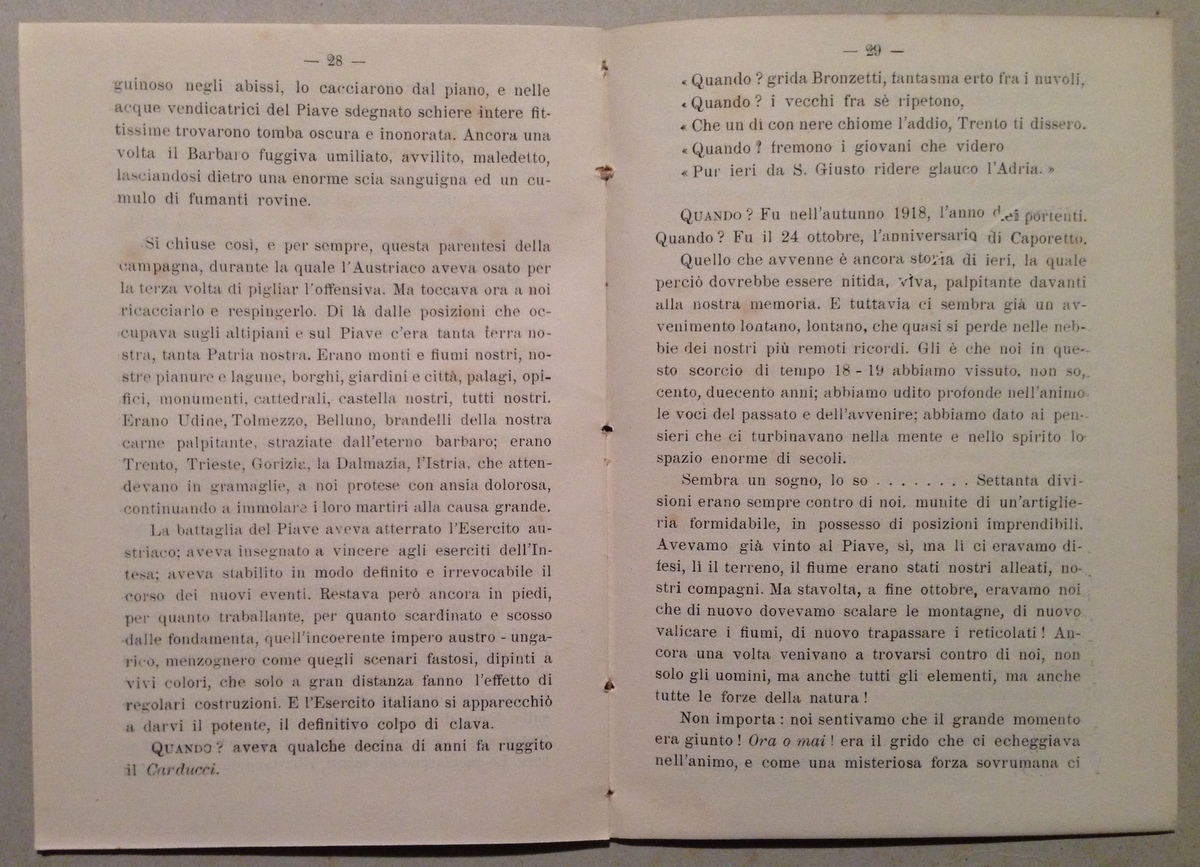 — 28 —
guinoso negli abissi, lo cacciarono dal piano, e nelle
acque vendicatrici del Piave sdegnato schiere intere fit-
tissime trovarono tomba oscura e inonorata. Ancora una
volta il Barbaro fuggiva umiliato, avvilito, maledetto,
lasciandosi dietro una enorme scia sanguigna ed un cu-
mulo di fumanti rovine.
Si chiuse così, e per sempre, questa parentesi della
campagna, durante la quale l'Austriaco aveva osato per
la terza volta di pigliar l'offensiva. Ma toccava ora a noi
ricacciarlo e respingerlo. Di là dalle posizioni che oc-
cupava sugli altipiani e sul Piave c'era tanta terra no-
stra, tanta Patria nostra. Erano monti e fiumi nostri, no-
stre pianure e lagune, borghi, giardini e città, palagi, opi-
fici, monumenti, cattedrali, castella nostri, tutti nostri.
Erano Udine, Tolmezzo, Belluno, brandelli della nostra
carne palpitante, straziate dall'eterno barbaro; erano
Trento, Trieste, Gorizia, la Dalmazia, l'Istria, che atten-
devano in gramaglie, a noi protese con ansia dolorosa,
continuando a immolare i loro martiri alla causa grande.
La battaglia del Piave aveva atterrato l'Esercito au-
striaco; aveva insegnato a vincere agli eserciti dell'In-
tesa; aveva stabilito in modo definito e irrevocabile il
corso dei nuovi eventi. Restava però ancora in piedi,
per quanto traballante, per quanto scardinato e scosso
dalle fondamenta, quell'incoerente impero austro - unga-
rico, menzognero come quegli scenari fastosi, dipinti a
vivi colori, che solo a gran distanza fanno l'effetto di
regolari costruzioni. E l'Esercito italiano si apparecchiò
a darvi il potente, il definitivo colpo di clava.
QUANDO? aveva qualche decina di anni fa ruggito
il Carducci.
— 29 —
« Quando ? grida Bronzetti, fantasma erto fra i nuvoli,
« Quando ? i vecchi fra sè ripetono,
« Che un dì con nere chiome l'addio, Trento ti dissero.
« Quando ? fremono i giovani che videro
« Pur ieri da S. Giusto ridere glauco l'Adria. »
QUANDO ? Fu nell'autunno 1918, l'anno dei portenti.
Quando ? Fu il 24 ottobre, l'anniversario di Caporetto.
Quello che avvenne è ancora storia di ieri, la quale
perciò dovrebbe essere nitida, viva, palpitante davanti
alla nostra memoria. E tuttavia ci sembra già un av-
venimento lontano, lontano, che quasi si perde nelle neb-
bie dei nostri più remoti ricordi. Gli è che noi in que-
sto scorcio di tempo 18 - 19 abbiamo vissuto, non so,
cento, duecento anni; abbiamo udito profonde nell'animo
le voci del passato e dell'avvenire; abbiamo dato ai pen-
sieri che ci turbinavano nella mente e nello spirito lo
spazio enorme di secoli.
Sembra un sogno, lo so . . . . . . . . Settanta divi-
sioni erano sempre contro di noi, munite di un'artiglie-
ria formidabile, in possesso di posizioni imprendibili.
Avevamo già vinto al Piave, sì, ma lì ci eravamo di-
fesi, lì il terreno, il fiume erano stati nostri alleati, no-
stri compagni. Ma stavolta, a fine ottobre, eravamo noi
che di nuovo dovevamo scalare le montagne, di nuovo
valicare i fiumi, di nuovo trapassare i reticolati ! An-
cora una volta venivano a trovarsi contro di noi, non
solo gli uomini, ma anche tutti gli elementi, ma anche
tutte le forze della natura !
Non importa : noi sentivamo che il grande momento
era giunto ! Ora o mai ! era il grido che ci echeggiava
nell'animo, e come una misteriosa forza sovrumana ci